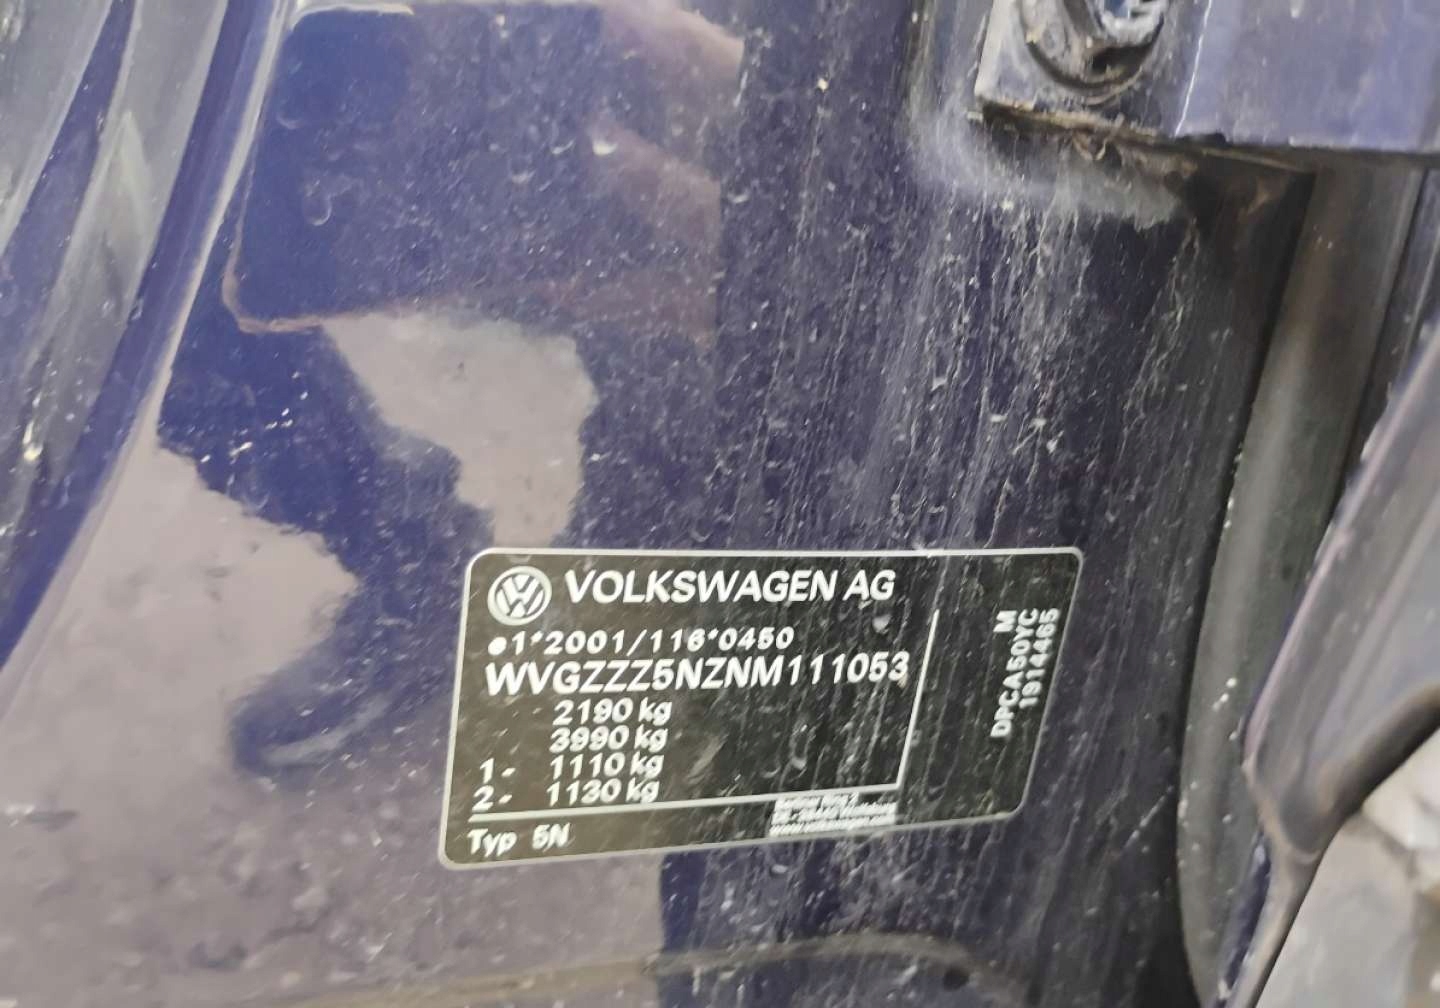 VOLKSWAGEN AG
e1*2001/116*0450
WVGZZZ5NZNM111053
2190 kg
3990 kg
1- 1110 kg
2- 1130 kg
Typ 5N
M
DPCA50YC
1914465